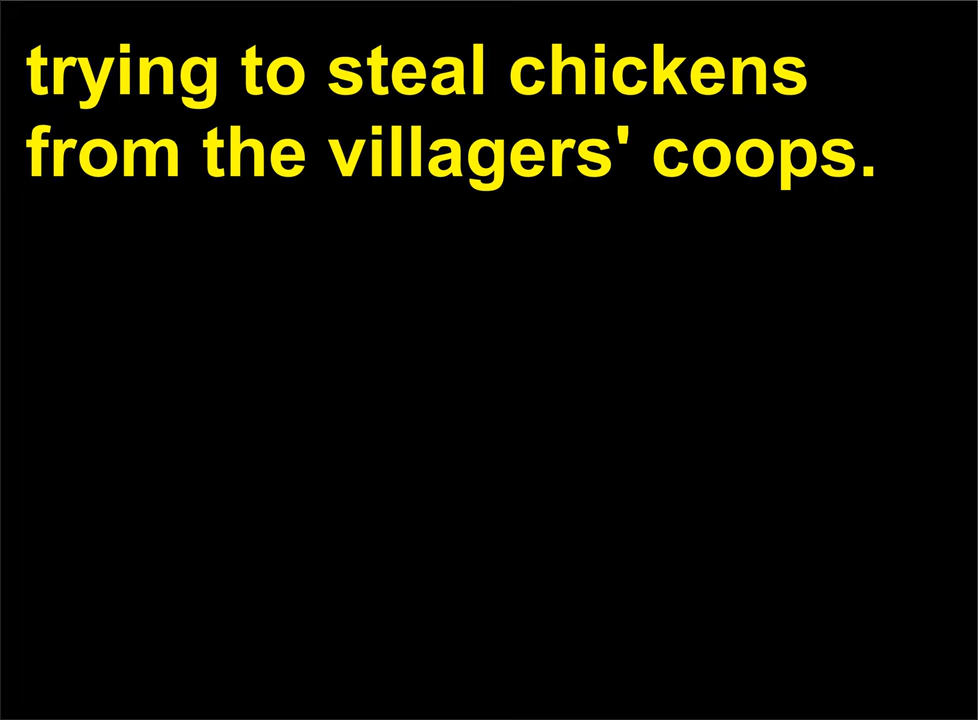 trying to steal chickens
from the villagers' coops.